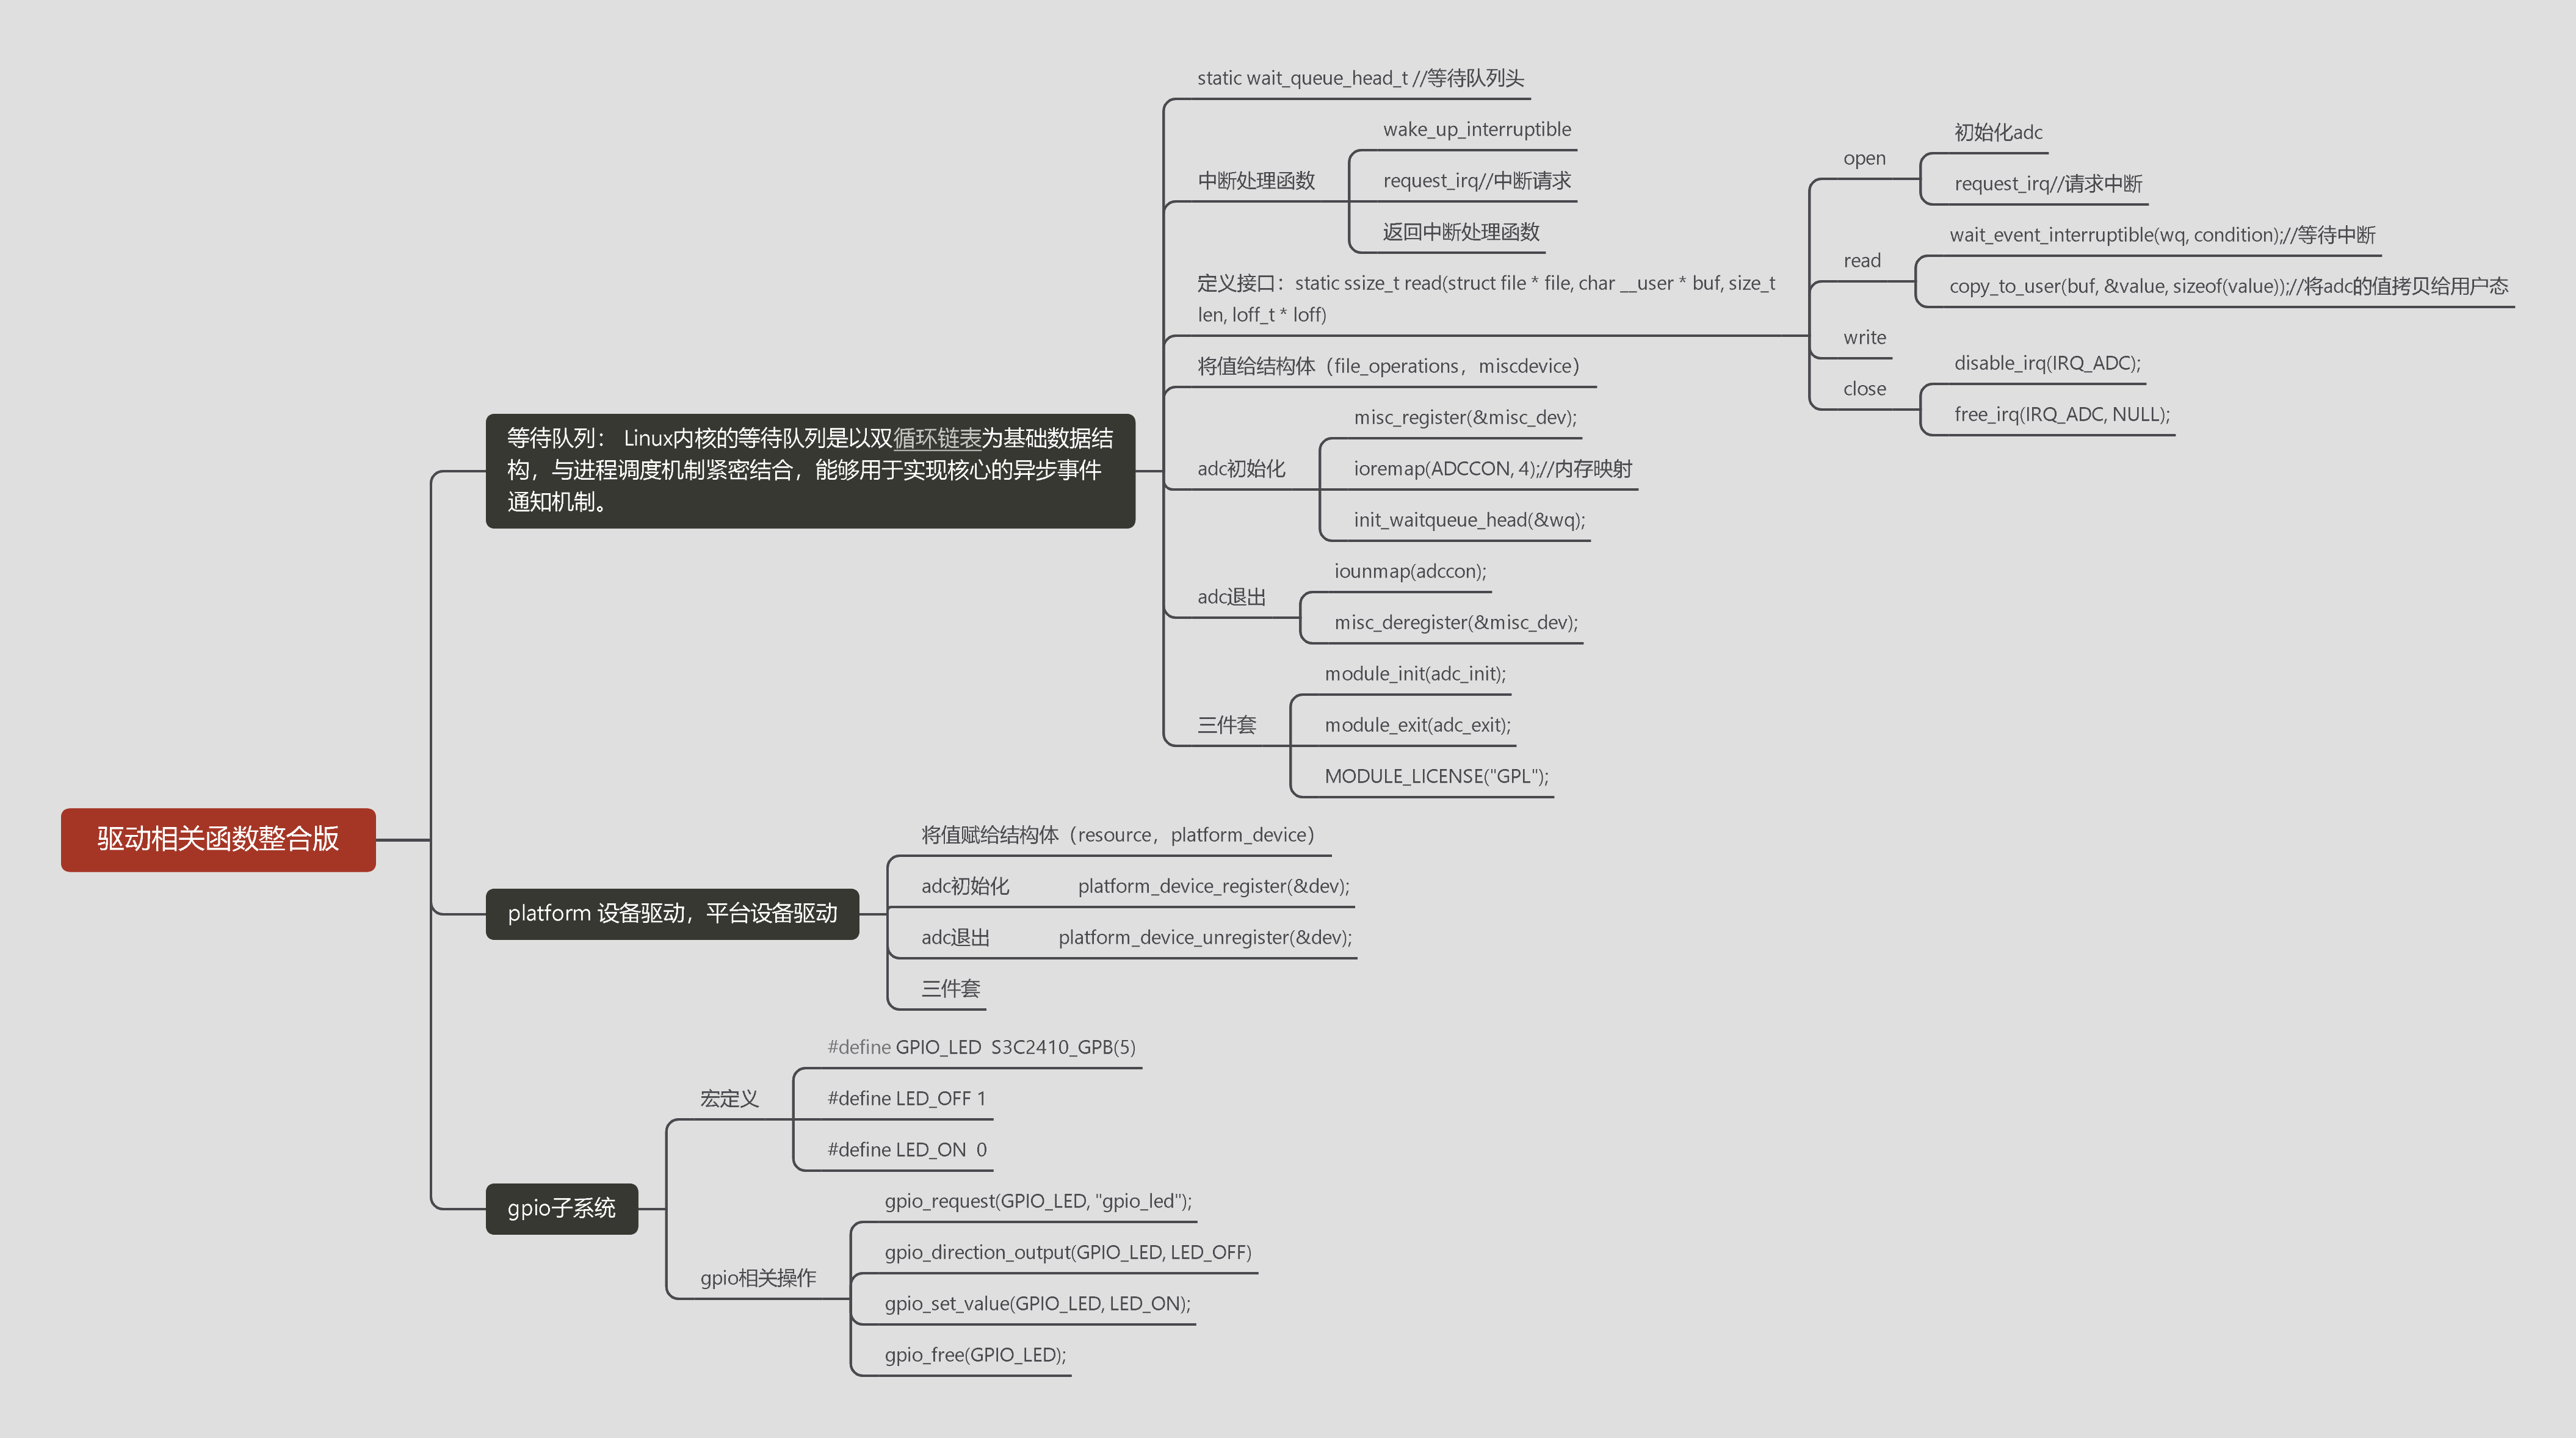 驱动相关函数整合版
等待队列： Linux内核的等待队列是以双循环链表为基础数据结
构，与进程调度机制紧密结合，能够用于实现核心的异步事件
通知机制。
static wait_queue_head_t //等待队列头
中断处理函数
wake_up_interruptible
request_irq//中断请求
返回中断处理函数
定义接口：static ssize_t read(struct file * file, char __user * buf, size_t
len, loff_t * loff)
open
初始化adc
request_irq//请求中断
read
wait_event_interruptible(wq, condition);//等待中断
copy_to_user(buf, &value, sizeof(value));//将adc的值拷贝给用户态
write
close
disable_irq(IRQ_ADC);
free_irq(IRQ_ADC, NULL);
将值给结构体（file_operations，miscdevice）
adc初始化
misc_register(&misc_dev);
ioremap(ADCCON, 4);//内存映射
init_waitqueue_head(&wq);
adc退出
iounmap(adccon);
misc_deregister(&misc_dev);
三件套
module_init(adc_init);
module_exit(adc_exit);
MODULE_LICENSE("GPL");
platform 设备驱动，平台设备驱动
将值赋给结构体（resource，platform_device）
adc初始化 platform_device_register(&dev);
adc退出 platform_device_unregister(&dev);
三件套
gpio子系统
宏定义
#define GPIO_LED  S3C2410_GPB(5)
#define LED_OFF 1
#define LED_ON  0
gpio相关操作
gpio_request(GPIO_LED, "gpio_led");
gpio_direction_output(GPIO_LED, LED_OFF)
gpio_set_value(GPIO_LED, LED_ON);
gpio_free(GPIO_LED);